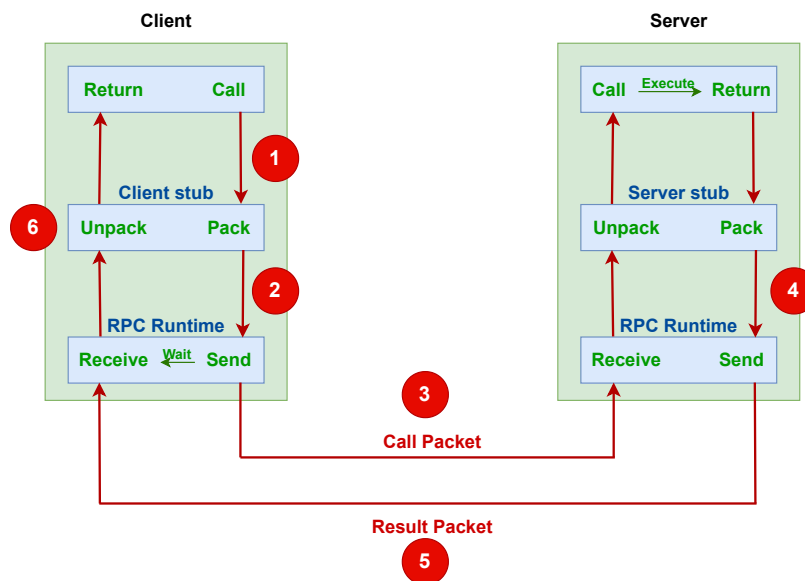 Client
Server
Return
Call
Call
Execute
Return
1
Client stub
Server stub
6
Unpack
Pack
Unpack
Pack
2
4
RPC Runtime
RPC Runtime
Receive
Wait
Send
Receive
Send
3
Call Packet
Result Packet
5